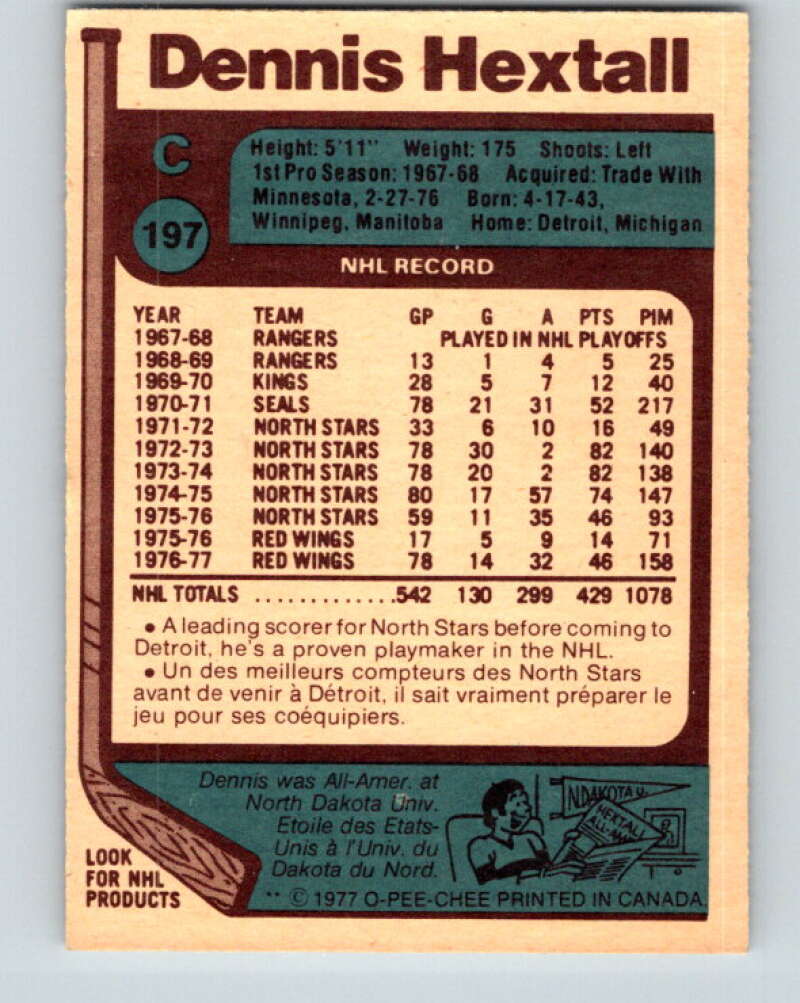 Dennis Hextall
C
197
Height: 5'11" Weight: 175 Shoots: Left
1st Pro Season: 1967-68 Acquired: Trade With
Minnesota, 2-27-76 Born: 4-17-43,
Winnipeg, Manitoba Home: Detroit, Michigan
NHL RECORD
YEAR TEAM GP G A PTS PIM
1967-68 RANGERS PLAYED IN NHL PLAYOFFS
1968-69 RANGERS 13 1 4 5 25
1969-70 KINGS 28 5 7 12 40
1970-71 SEALS 78 21 31 52 217
1971-72 NORTH STARS 33 6 10 16 49
1972-73 NORTH STARS 78 30 2 82 140
1973-74 NORTH STARS 78 20 2 82 138
1974-75 NORTH STARS 80 17 57 74 147
1975-76 NORTH STARS 59 11 35 46 93
1975-76 RED WINGS 17 5 9 14 71
1976-77 RED WINGS 78 14 32 46 158
NHL TOTALS .............542 130 299 429 1078
• A leading scorer for North Stars before coming to
Detroit, he's a proven playmaker in the NHL.
• Un des meilleurs compteurs des North Stars
avant de venir à Détroit, il sait vraiment préparer le
jeu pour ses coéquipiers.
Dennis was All-Amer. at
North Dakota Univ.
Etoile des Etats-
Unis à l'Univ. du
Dakota du Nord.
N.DAKOTA U.
HEXTALL
ALL-AM
LOOK
FOR NHL
PRODUCTS
** © 1977 O-PEE-CHEE PRINTED IN CANADA.